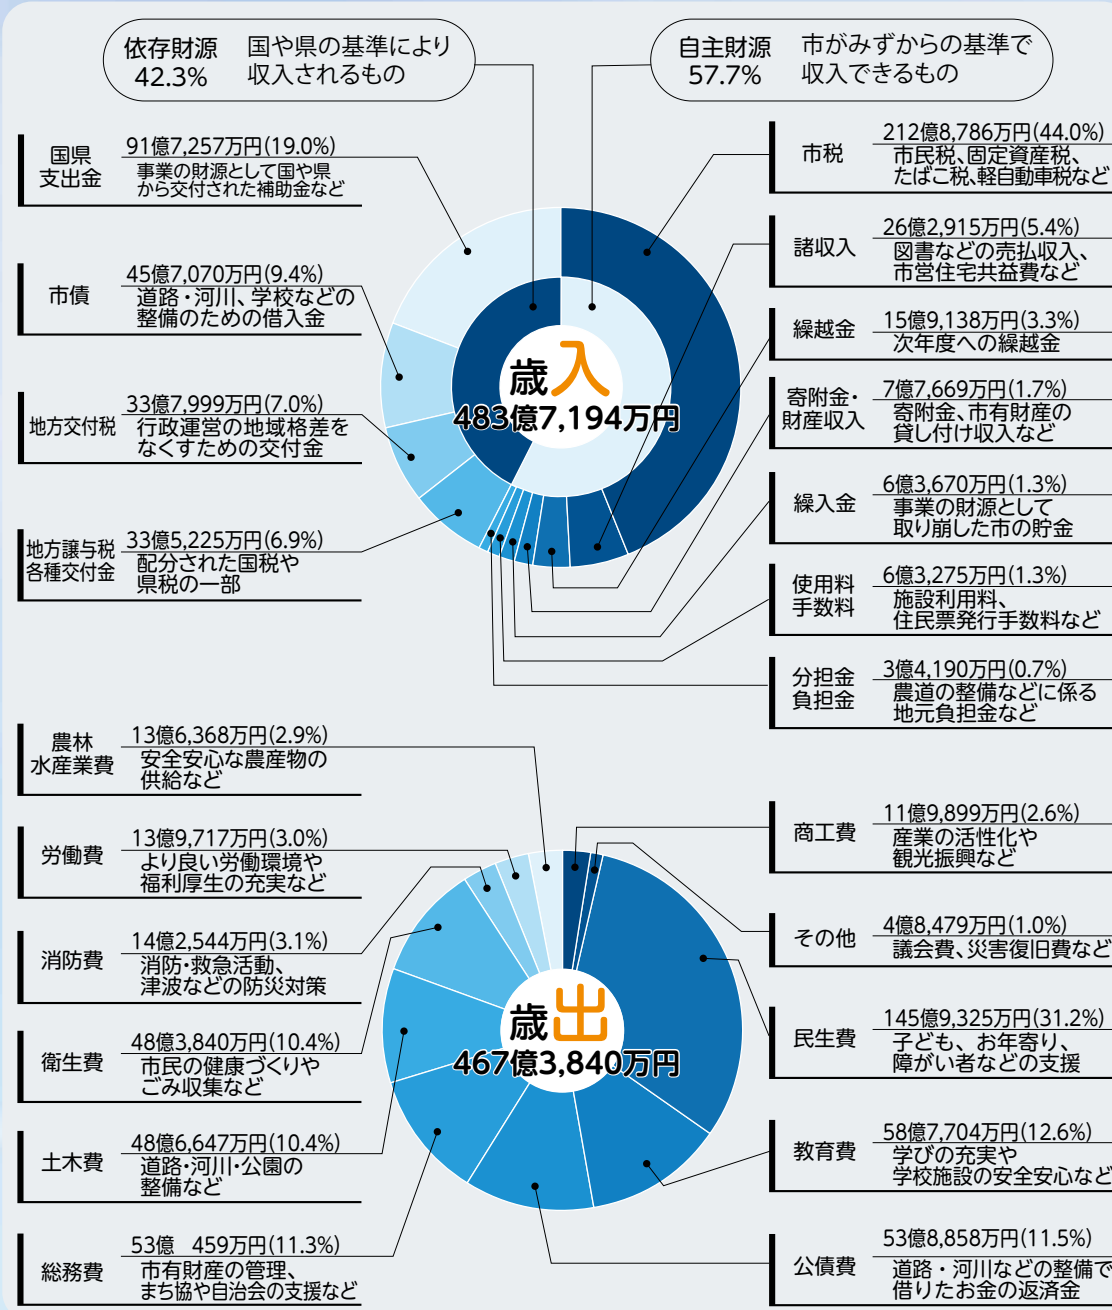 依存財源
42.3%
国や県の基準により
収入されるもの
自主財源
57.7%
市がみずからの基準で
収入できるもの
国県
支出金
91億7,257万円(19.0%)
事業の財源として国や県
から交付された補助金など
市債
45億7,070万円(9.4%)
道路・河川、学校などの
整備のための借入金
地方交付税
33億7,999万円(7.0%)
行政運営の地域格差を
なくすための交付金
地方譲与税
各種交付金
33億5,225万円(6.9%)
配分された国税や
県税の一部
歳入
483億7,194万円
市税
212億8,786万円(44.0%)
市民税、固定資産税、
たばこ税、軽自動車税など
諸収入
26億2,915万円(5.4%)
図書などの売払収入、
市営住宅共益費など
繰越金
15億9,138万円(3.3%)
次年度への繰越金
寄附金・
財産収入
7億7,669万円(1.7%)
寄附金、市有財産の
貸し付け収入など
繰入金
6億3,670万円(1.3%)
事業の財源として
取り崩した市の貯金
使用料
手数料
6億3,275万円(1.3%)
施設利用料、
住民票発行手数料など
分担金
負担金
3億4,190万円(0.7%)
農道の整備などに係る
地元負担金など
農林
水産業費
13億6,368万円(2.9%)
安全安心な農産物の
供給など
労働費
13億9,717万円(3.0%)
より良い労働環境や
福利厚生の充実など
消防費
14億2,544万円(3.1%)
消防・救急活動、
津波などの防災対策
衛生費
48億3,840万円(10.4%)
市民の健康づくりや
ごみ収集など
土木費
48億6,647万円(10.4%)
道路・河川・公園の
整備など
総務費
53億 459万円(11.3%)
市有財産の管理、
まち協や自治会の支援など
歳出
467億3,840万円
商工費
11億9,899万円(2.6%)
産業の活性化や
観光振興など
その他
4億8,479万円(1.0%)
議会費、災害復旧費など
民生費
145億9,325万円(31.2%)
子ども、お年寄り、
障がい者などの支援
教育費
58億7,704万円(12.6%)
学びの充実や
学校施設の安全安心など
公債費
53億8,858万円(11.5%)
道路・河川などの整備で
借りたお金の返済金